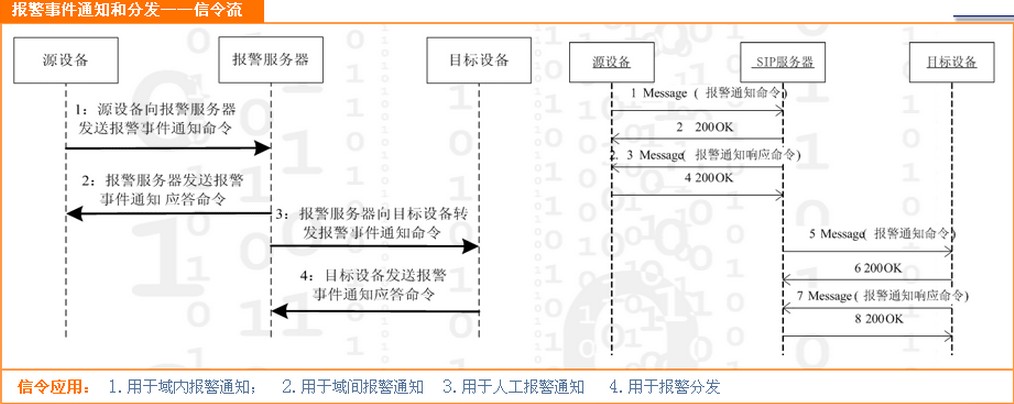 报警事件通知和分发——信令流
源设备
报警服务器
目标设备
1：源设备向报警服务器
发送报警事件通知命令
2：报警服务器发送报警
事件通知 应答命令
3：报警服务器向目标设备转
发报警事件通知命令
4：目标设备发送报警
事件通知应答命令
源设备
SIP服务器
目标设备
1 Message ( 报警通知命令)
2 200OK
2. 3 Message( 报警通知响应命令)
4 200OK
5 Message( 报警通知命令)
6 200OK
7 Message( 报警通知响应命令)
8 200OK
信令应用： 1.用于域内报警通知； 2.用于域间报警通知 3.用于人工报警通知 4.用于报警分发